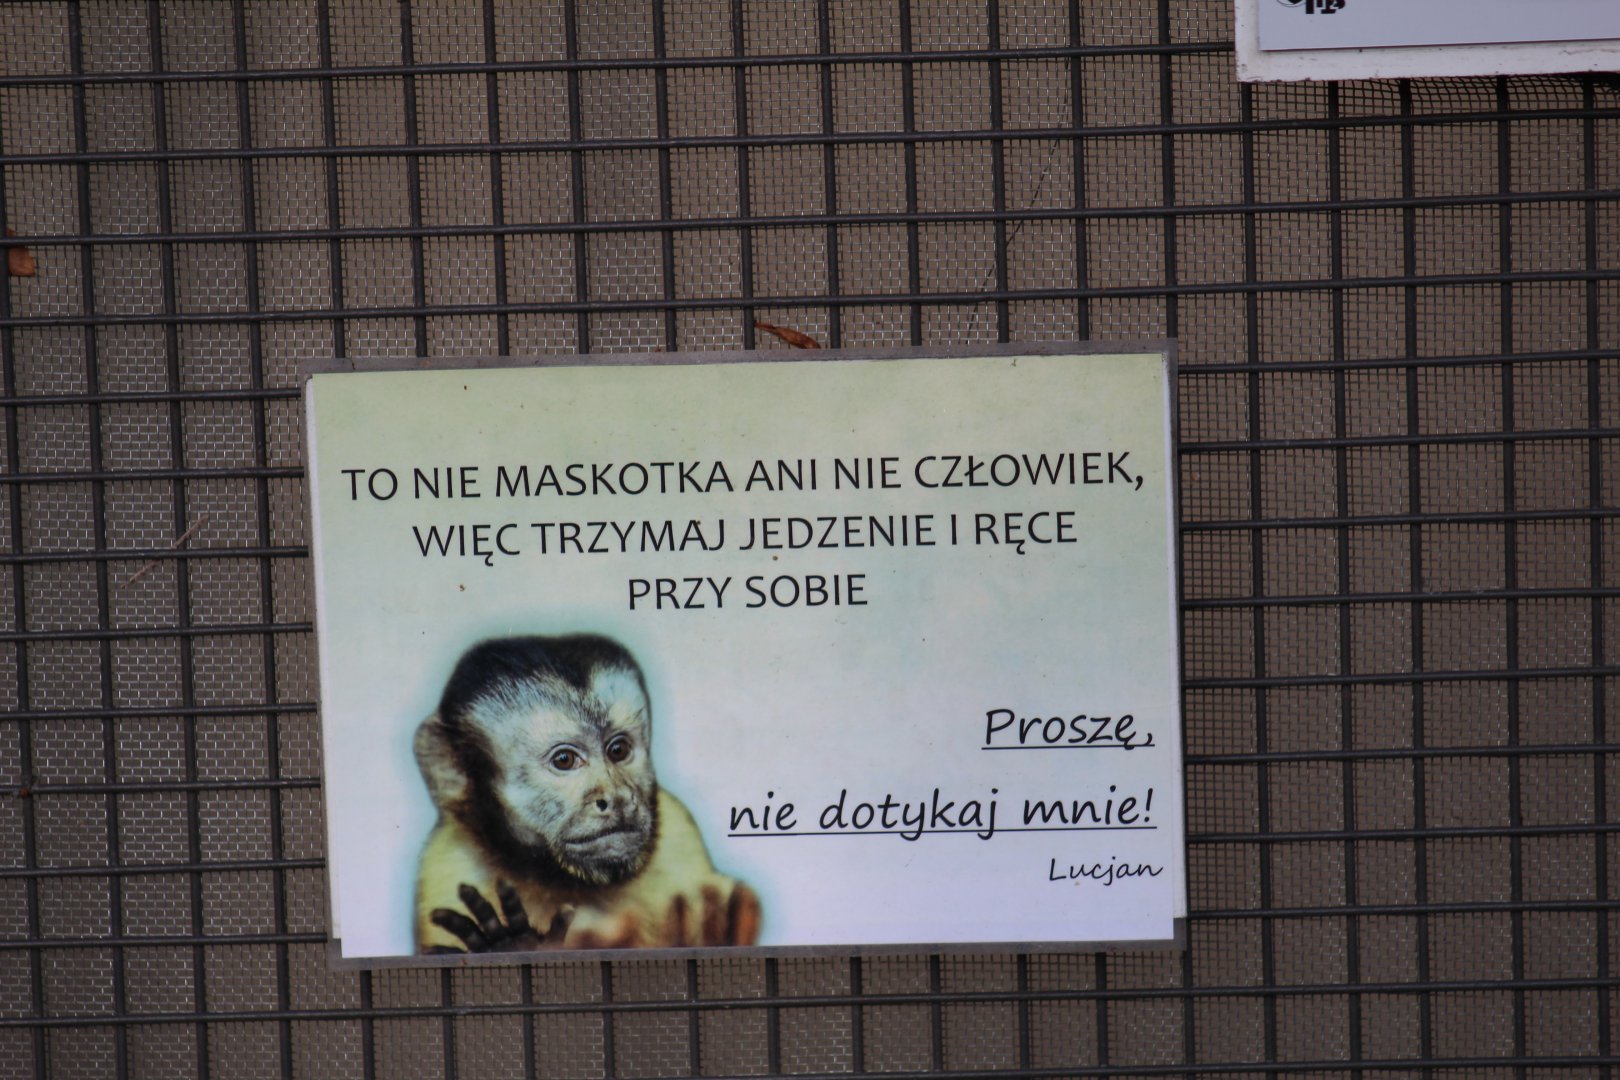 TO NIE MASKOTKA ANI NIE CZŁOWIEK,
WIĘC TRZYMAJ JEDZENIE I RĘCE
PRZY SOBIE
Proszę,
nie dotykaj mnie!
Lucjan